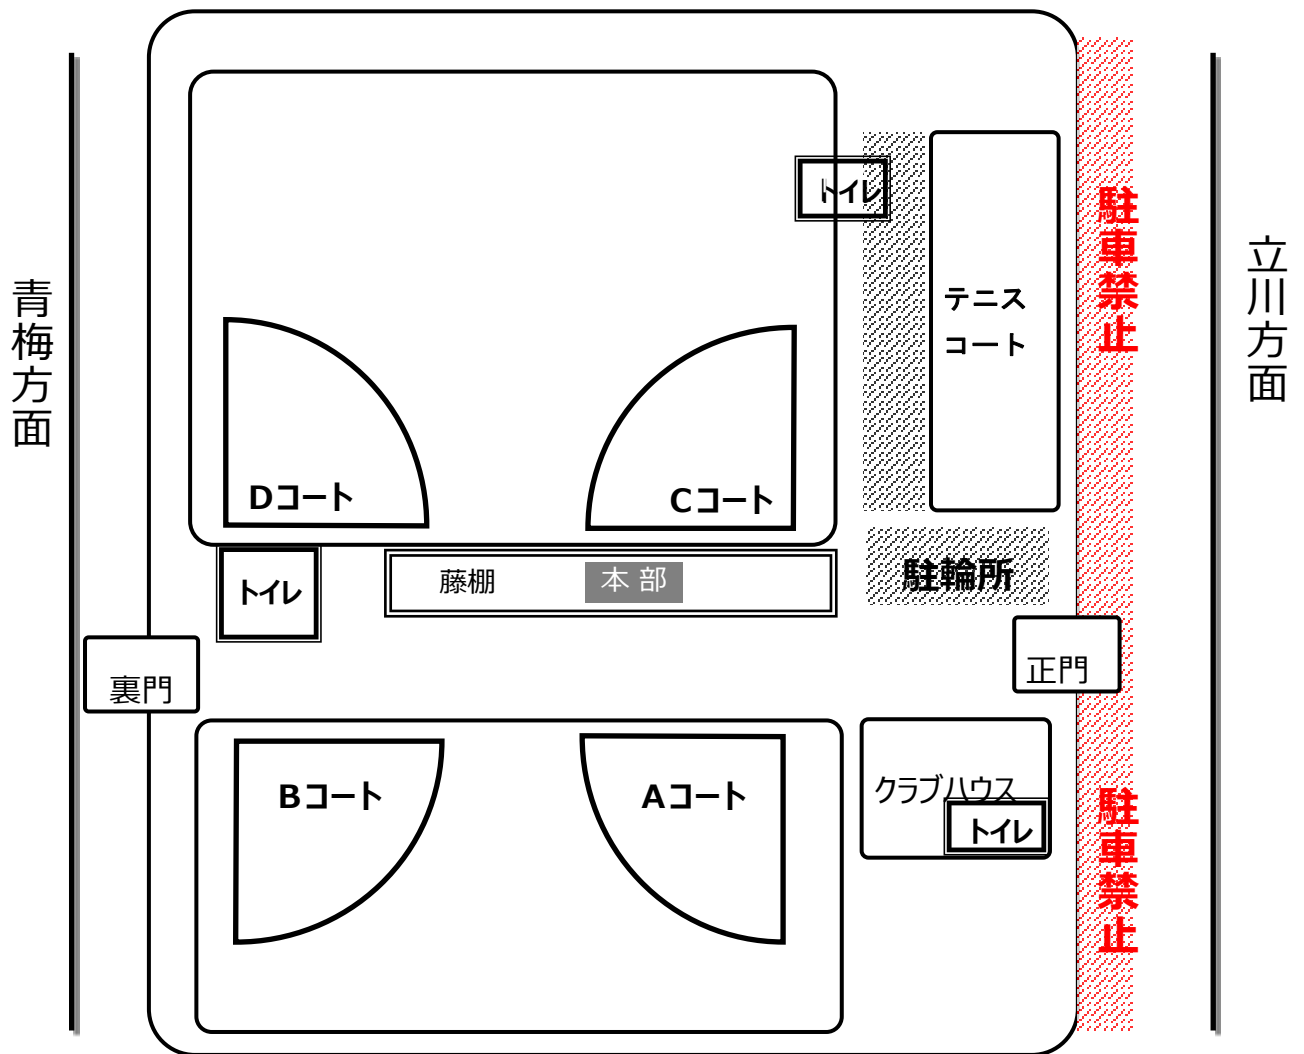 トイレ
駐車禁止
立川方面
青梅方面
テニス
コート
Dコート
Cコート
トイレ
藤棚
本部
駐輪所
裏門
正門
Bコート
Aコート
クラブハウス
トイレ
駐車禁止